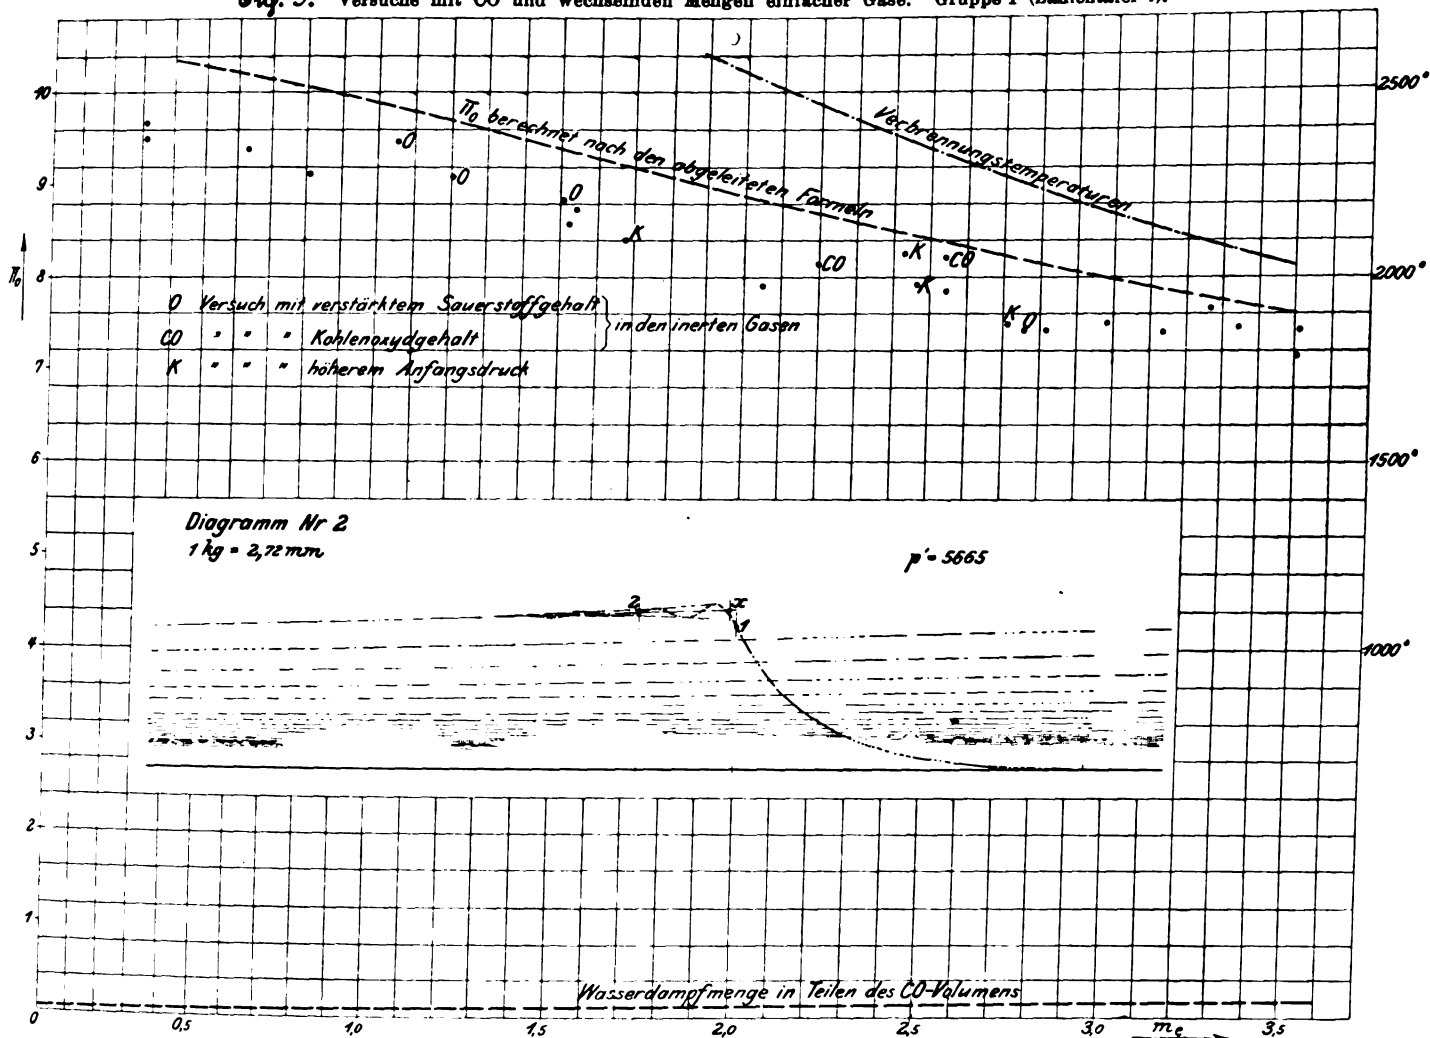 Fig. 5. Versuche mit CO und wechselnden Mengen einfacher Gase. Gruppe I
10
2500°
π₀ berechnet nach den abgeleiteten Formeln
Verbrennungstemperaturen
O
O
9
O
K
CO
K
CO
π₀
8
2000°
K
K O
O Versuch mit verstärktem Sauerstoffgehalt
CO " " " Kohlenoxydgehalt
in den inerten Gasen
K " " " höherem Anfangsdruck
7
6
1500°
Diagramm Nr 2
1 kg = 2,72 mm
p' = 5665
5
2
x
1
4
1000°
3
2
1
Wasserdampfmenge in Teilen des CO-Volumens
0
0,5
1,0
1,5
2,0
2,5
3,0
mₑ
3,5